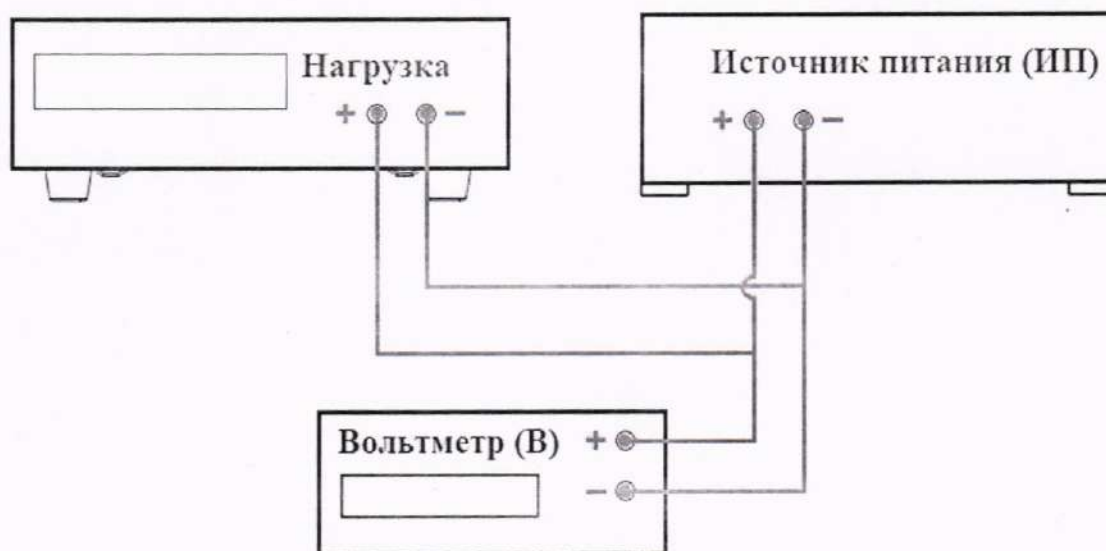 Нагрузка
+ −
Источник питания (ИП)
+ −
Вольтметр (В) +
−